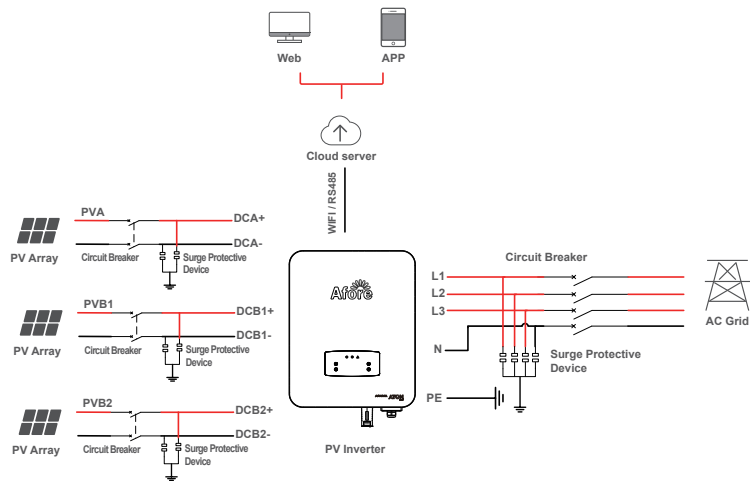 Web
APP
Cloud server
WIFI / RS485
PVA
DCA+
DCA-
PV Array
Circuit Breaker
Surge Protective
Device
PVB1
DCB1+
DCB1-
PV Array
Circuit Breaker
Surge Protective
Device
PVB2
DCB2+
DCB2-
PV Array
Circuit Breaker
Surge Protective
Device
Afore
PV Inverter
Circuit Breaker
L1
L2
L3
N
PE
Surge Protective
Device
AC Grid